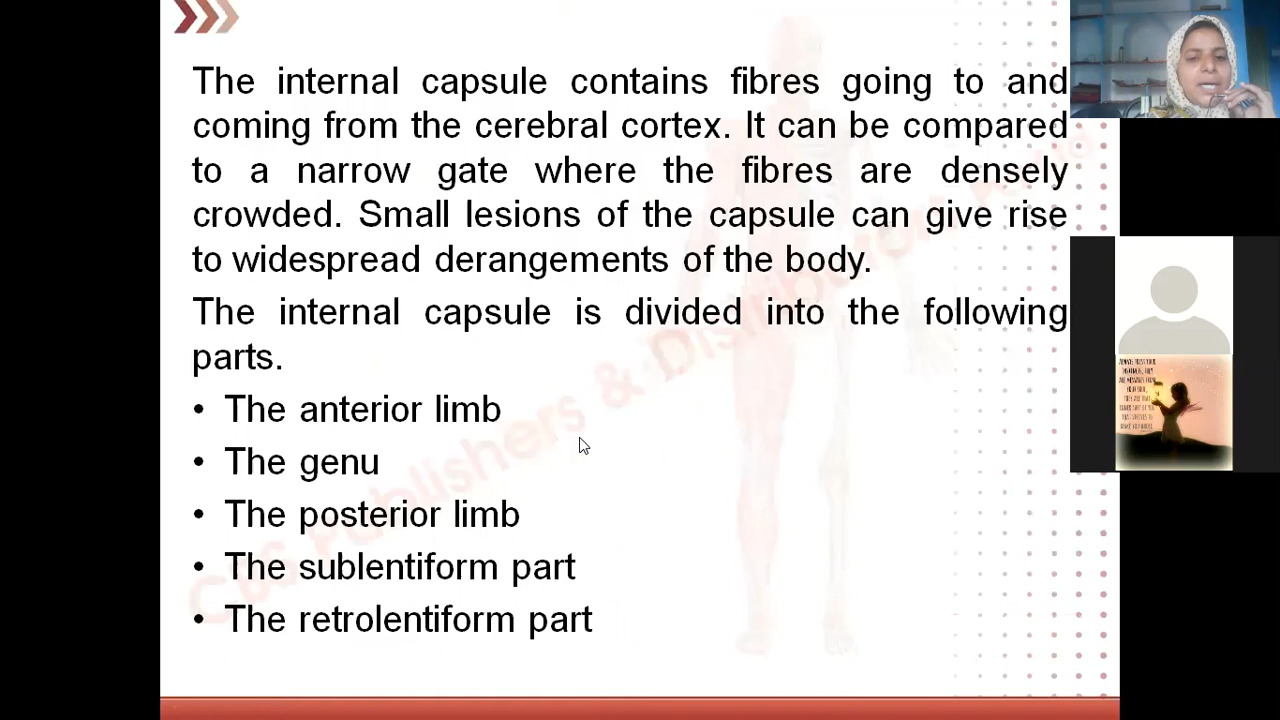 The internal capsule contains fibres going to and
coming from the cerebral cortex. It can be compared
to a narrow gate where the fibres are densely
crowded. Small lesions of the capsule can give rise
to widespread derangements of the body.
The internal capsule is divided into the following
parts.
• The anterior limb
• The genu
• The posterior limb
• The sublentiform part
• The retrolentiform part
CBS Publishers & Distributors